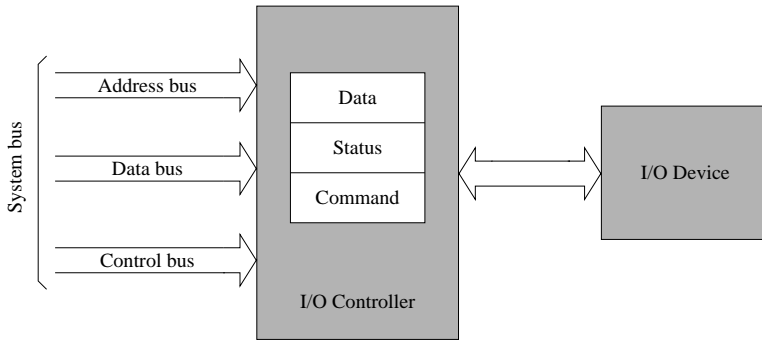 System bus
Address bus
Data bus
Control bus
Data
Status
Command
I/O Controller
I/O Device